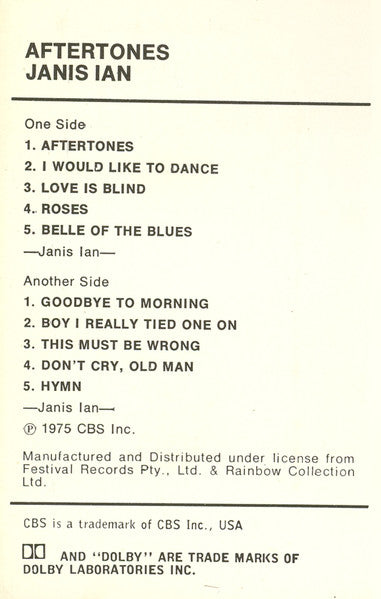 AFTERTONES
JANIS IAN
One Side
1. AFTERTONES
2. I WOULD LIKE TO DANCE
3. LOVE IS BLIND
4. ROSES
5. BELLE OF THE BLUES
—Janis Ian—
Another Side
1. GOODBYE TO MORNING
2. BOY I REALLY TIED ONE ON
3. THIS MUST BE WRONG
4. DON'T CRY, OLD MAN
5. HYMN
—Janis Ian—
℗ 1975 CBS Inc.
Manufactured and Distributed under license from
Festival Records Pty., Ltd. & Rainbow Collection
Ltd.
CBS is a trademark of CBS Inc., USA
AND “DOLBY” ARE TRADE MARKS OF
DOLBY LABORATORIES INC.